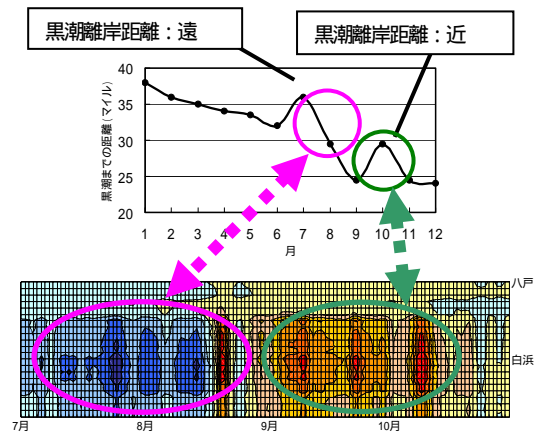 黒潮離岸距離：遠
黒潮離岸距離：近
黒潮までの距離(マイル)
40
35
30
25
20
1 2 3 4 5 6 7 8 9 10 11 12
月
八戸
白浜
7月 8月 9月 10月